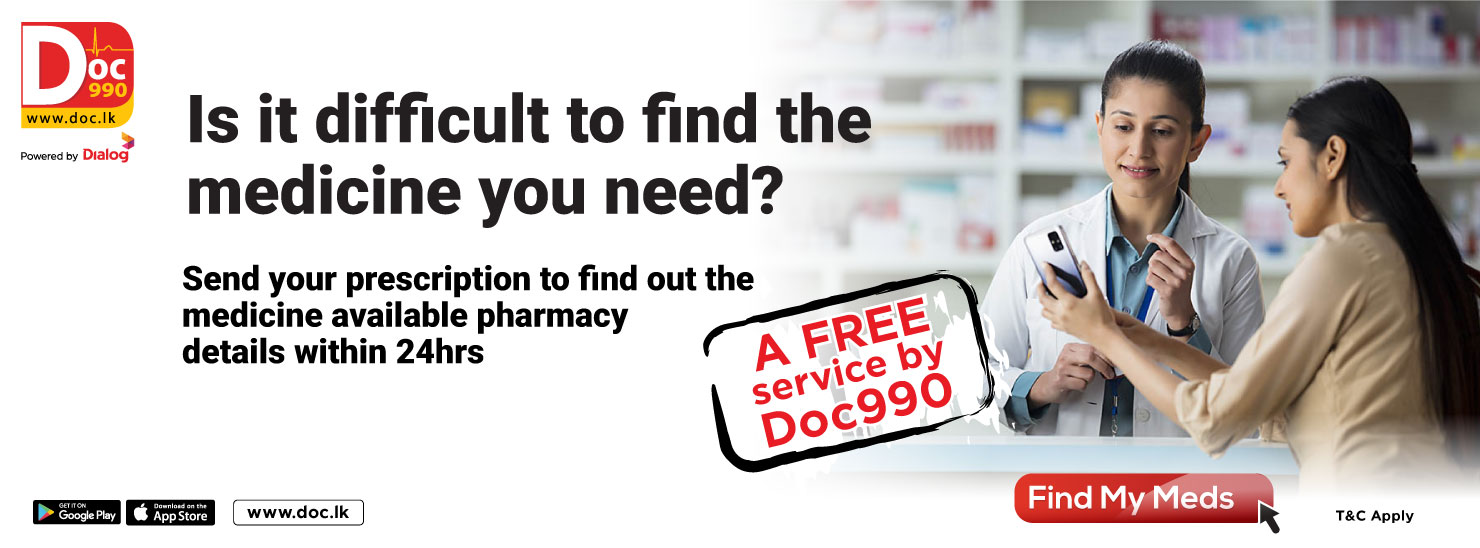 Doc
990
www.doc.lk
Powered by Dialog
Is it difficult to find the
medicine you need?
Send your prescription to find out the
medicine available pharmacy
details within 24hrs
A FREE
service by
Doc990
GET IT ON
Google Play
Download on the
App Store
www.doc.lk
Find My Meds
T&C Apply